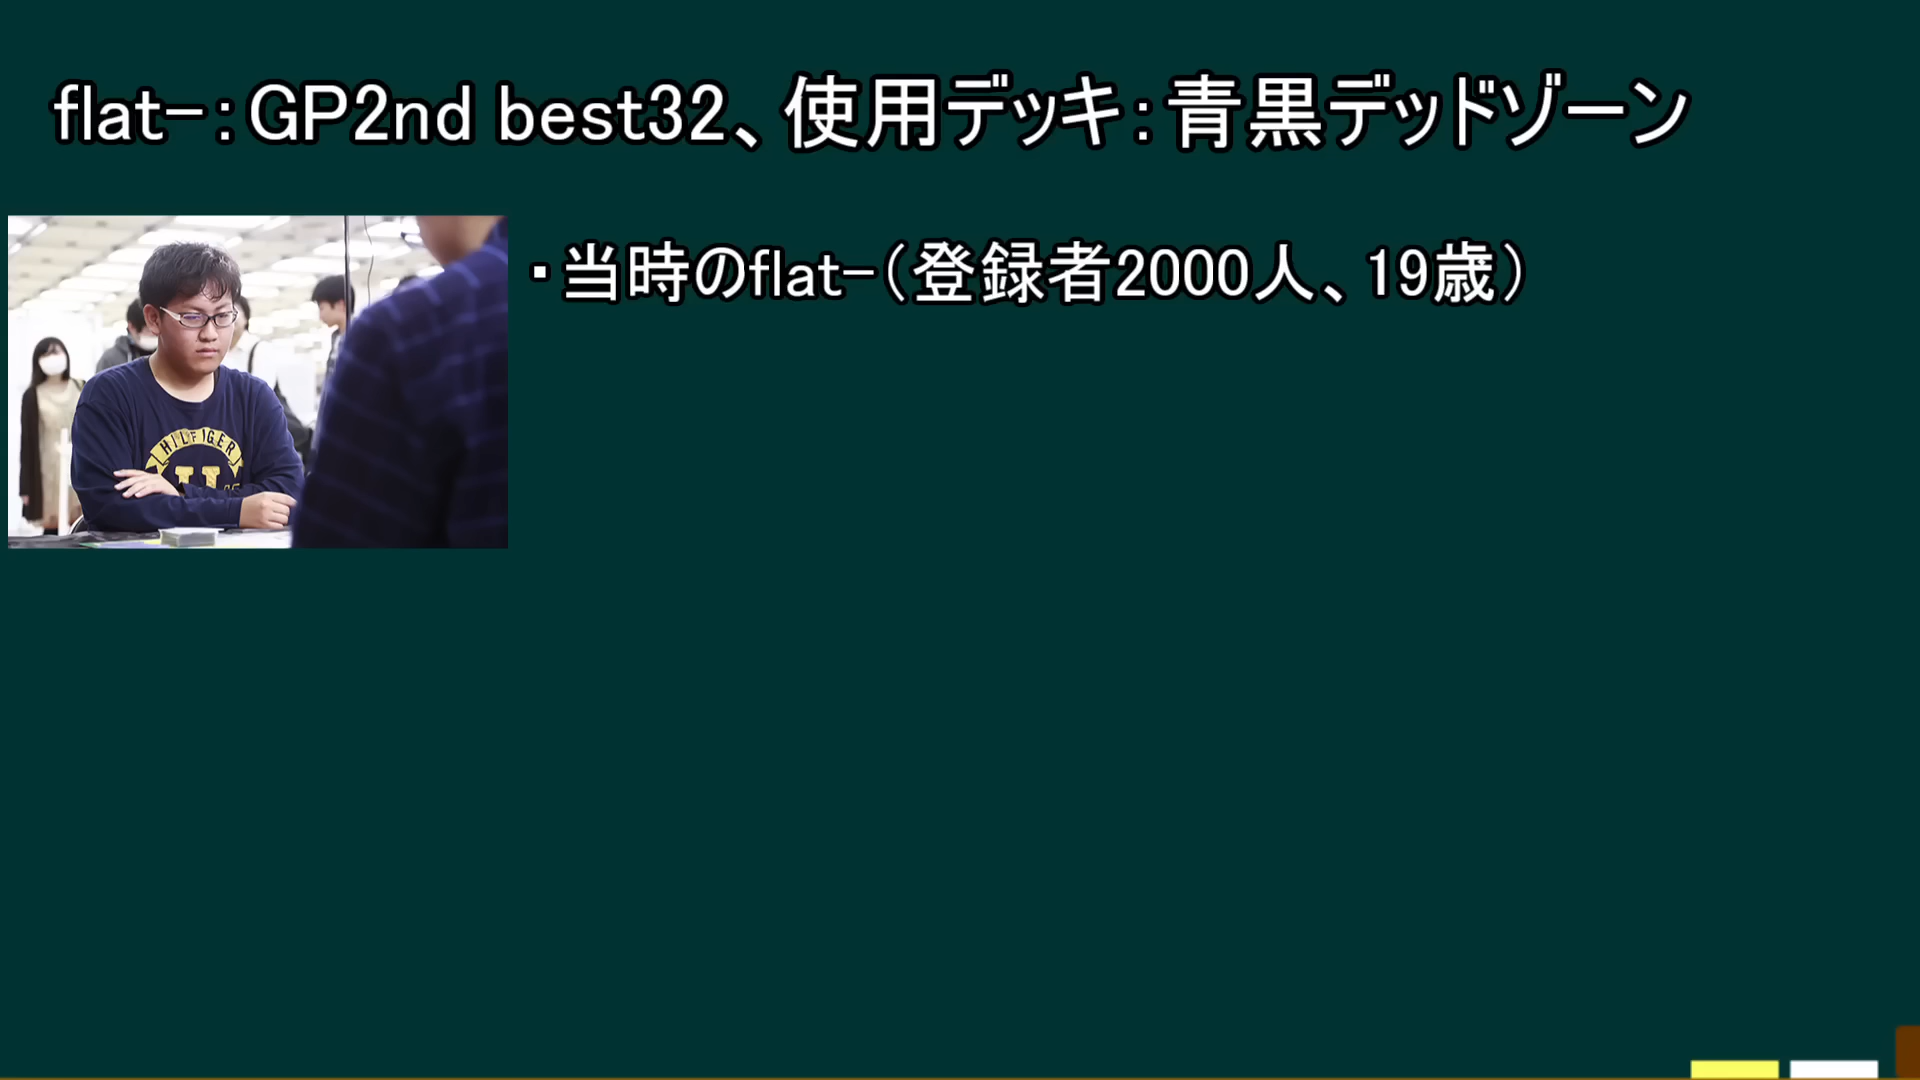 flat-：GP2nd best32、使用デッキ：青黒デッドゾーン
・当時のflat-（登録者2000人、19歳）
HILFIGER